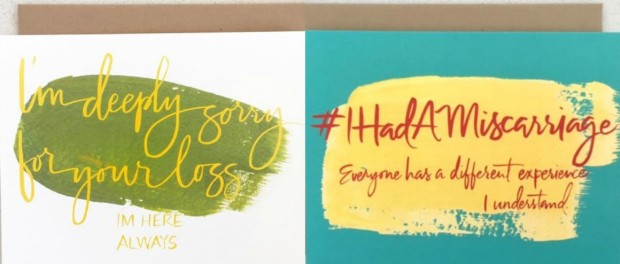 I'm deeply sorry
for your loss
IM HERE
ALWAYS
#IHadAMiscarriage
Everyone has a different experience
I understand.